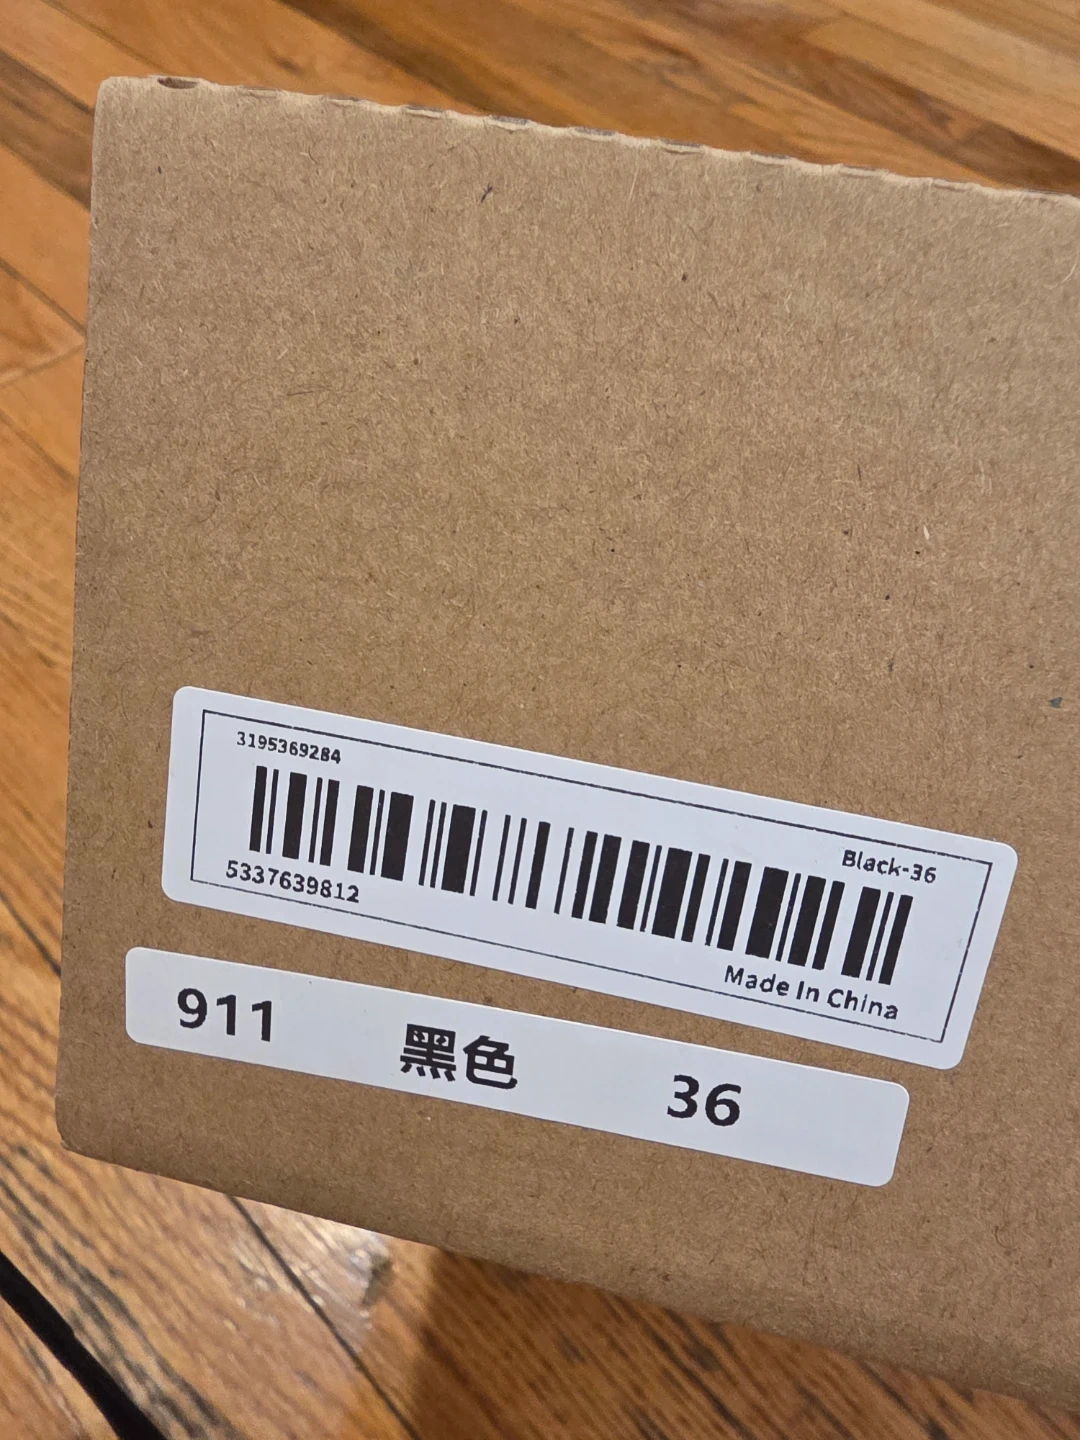 3195369284
Black-36
5337639812
Made In China
911 黑色 36